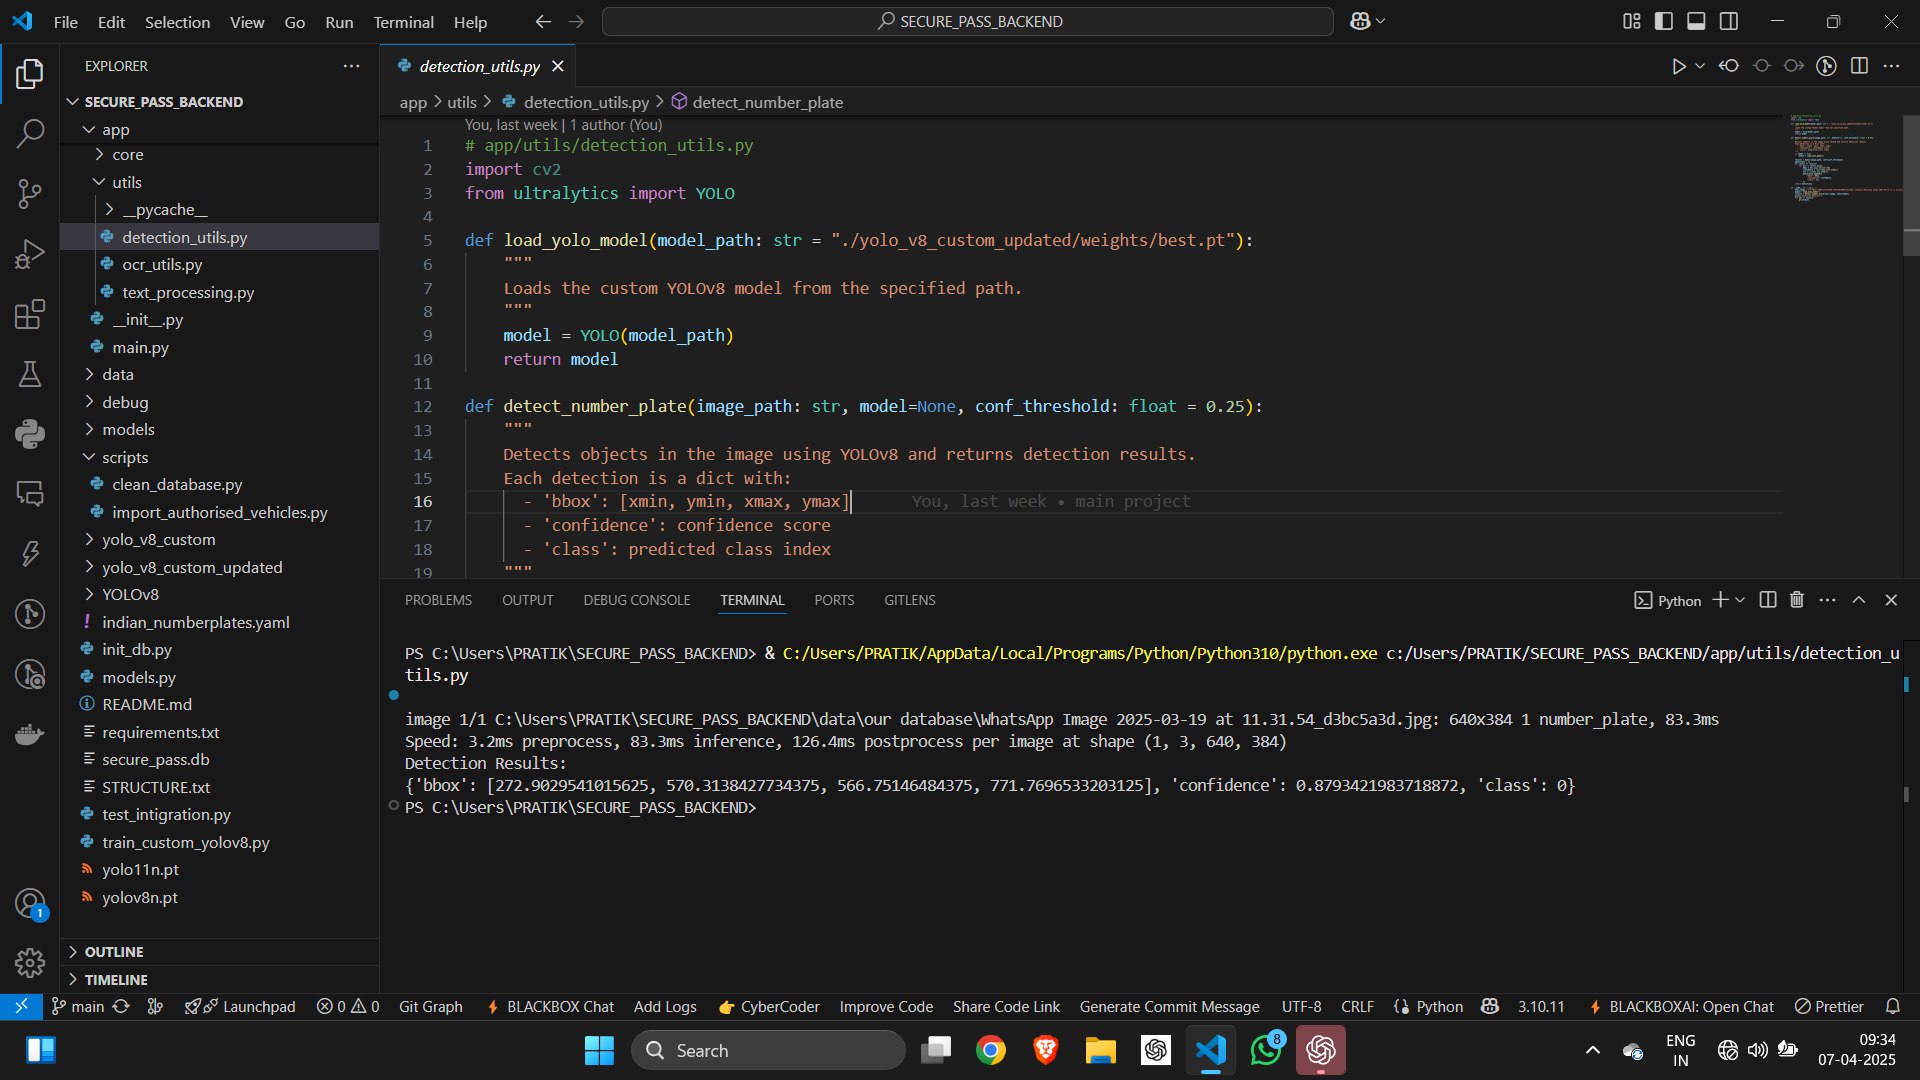 File Edit Selection View Go Run Terminal Help
SECURE_PASS_BACKEND
EXPLORER
SECURE_PASS_BACKEND
app
core
utils
__pycache__
detection_utils.py
ocr_utils.py
text_processing.py
__init__.py
main.py
data
debug
models
scripts
clean_database.py
import_authorised_vehicles.py
yolo_v8_custom
yolo_v8_custom_updated
YOLOv8
indian_numberplates.yaml
init_db.py
models.py
README.md
requirements.txt
secure_pass.db
STRUCTURE.txt
test_intigration.py
train_custom_yolov8.py
yolo11n.pt
yolov8n.pt
OUTLINE
TIMELINE
detection_utils.py
app > utils > detection_utils.py > detect_number_plate
You, last week | 1 author (You)
1 # app/utils/detection_utils.py
2 import cv2
3 from ultralytics import YOLO
4
5 def load_yolo_model(model_path: str = "./yolo_v8_custom_updated/weights/best.pt"):
6 """
7 Loads the custom YOLOv8 model from the specified path.
8 """
9 model = YOLO(model_path)
10 return model
11
12 def detect_number_plate(image_path: str, model=None, conf_threshold: float = 0.25):
13 """
14 Detects objects in the image using YOLOv8 and returns detection results.
15 Each detection is a dict with:
16 - 'bbox': [xmin, ymin, xmax, ymax] You, last week • main project
17 - 'confidence': confidence score
18 - 'class': predicted class index
19 """
PROBLEMS OUTPUT DEBUG CONSOLE TERMINAL PORTS GITLENS
Python
PS C:\Users\PRATIK\SECURE_PASS_BACKEND> & C:/Users/PRATIK/AppData/Local/Programs/Python/Python310/python.exe c:/Users/PRATIK/SECURE_PASS_BACKEND/app/utils/detection_u
tils.py
image 1/1 C:\Users\PRATIK\SECURE_PASS_BACKEND\data\our database\WhatsApp Image 2025-03-19 at 11.31.54_d3bc5a3d.jpg: 640x384 1 number_plate, 83.3ms
Speed: 3.2ms preprocess, 83.3ms inference, 126.4ms postprocess per image at shape (1, 3, 640, 384)
Detection Results:
{'bbox': [272.9029541015625, 570.3138427734375, 566.75146484375, 771.7696533203125], 'confidence': 0.8793421983718872, 'class': 0}
PS C:\Users\PRATIK\SECURE_PASS_BACKEND>
1
main Launchpad 0 0 Git Graph BLACKBOX Chat Add Logs CyberCoder Improve Code Share Code Link Generate Commit Message UTF-8 CRLF Python 3.10.11 BLACKBOXAI: Open Chat Prettier
Search
8
ENG
IN
09:34
07-04-2025